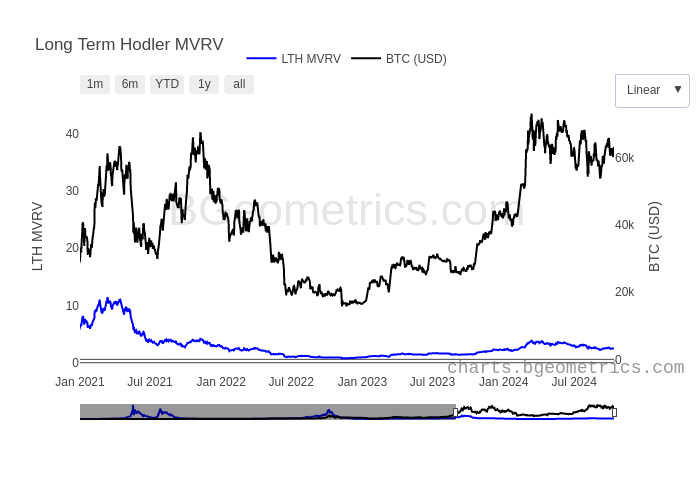 Long Term Hodler MVRV
LTH MVRV BTC (USD)
1m 6m YTD 1y all
Linear ▼
40
30
20
10
0
LTH MVRV
BGeometrics.com
60k
40k
20k
0
BTC (USD)
charts.bgeometrics.com
Jan 2021 Jul 2021 Jan 2022 Jul 2022 Jan 2023 Jul 2023 Jan 2024 Jul 2024